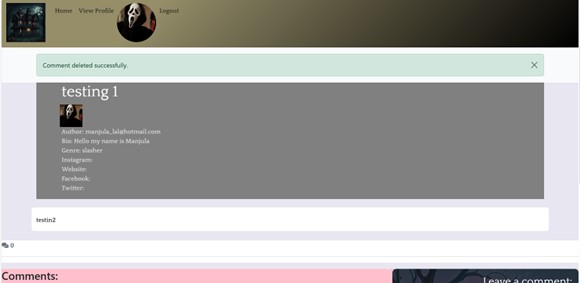 Home View Profile Logout
Comment deleted successfully.
testing 1
Author: manjula_lal@hotmail.com
Bio: Hello my name is Manjula
Genre: slasher
Instagram:
Website:
Facebook:
Twitter:
testin2
0
Comments:
Leave a comment: